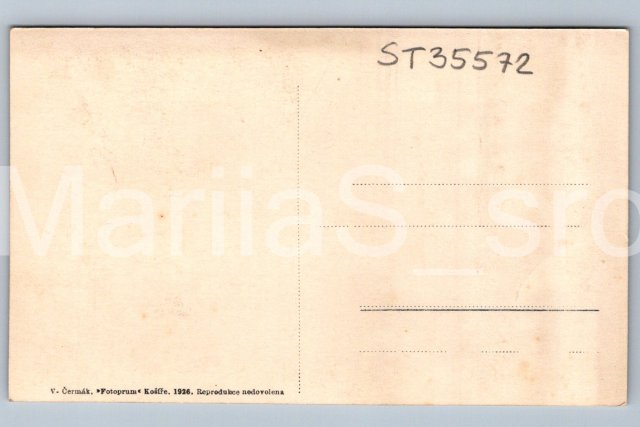 ST35572
MariiaS_sro
V. Čermák, »Fotoprum« Košíře, 1926. Reprodukce nedovolena